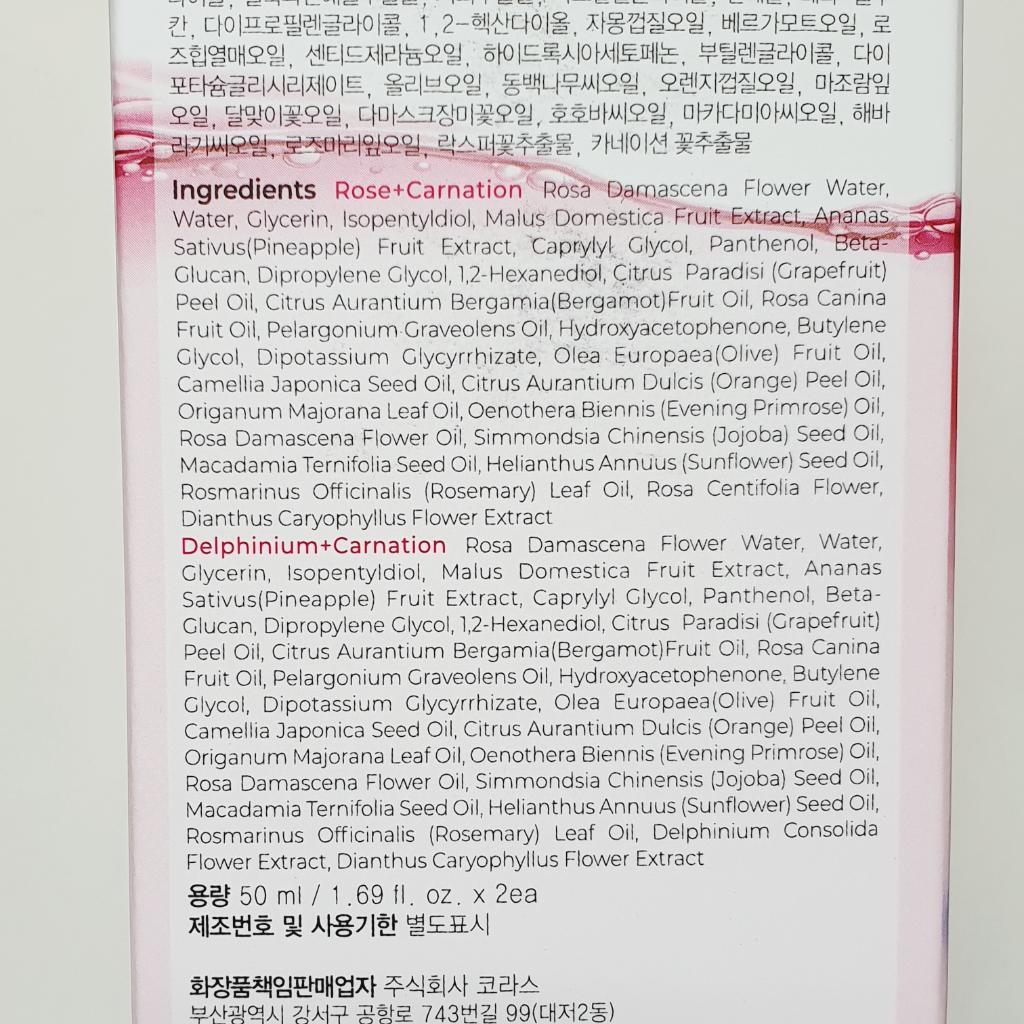 칸, 다이프로필렌글라이콜, 1,2-헥산다이올, 자몽껍질오일, 베르가모트오일, 로
즈힙열매오일, 센티드제라늄오일, 하이드록시아세토페논, 부틸렌글라이콜, 다이
포타슘글리시리제이트, 올리브오일, 동백나무씨오일, 오렌지껍질오일, 마조람잎
오일, 달맞이꽃오일, 다마스크장미꽃오일, 호호바씨오일, 마카다미아씨오일, 해바
라기씨오일, 로즈마리잎오일, 락스퍼꽃추출물, 카네이션 꽃추출물
Ingredients Rose+Carnation Rosa Damascena Flower Water,
Water, Glycerin, Isopentyldiol, Malus Domestica Fruit Extract, Ananas
Sativus(Pineapple) Fruit Extract, Caprylyl Glycol, Panthenol, Beta-
Glucan, Dipropylene Glycol, 1,2-Hexanediol, Citrus Paradisi (Grapefruit)
Peel Oil, Citrus Aurantium Bergamia(Bergamot)Fruit Oil, Rosa Canina
Fruit Oil, Pelargonium Graveolens Oil, Hydroxyacetophenone, Butylene
Glycol, Dipotassium Glycyrrhizate, Olea Europaea(Olive) Fruit Oil,
Camellia Japonica Seed Oil, Citrus Aurantium Dulcis (Orange) Peel Oil,
Origanum Majorana Leaf Oil, Oenothera Biennis (Evening Primrose) Oil,
Rosa Damascena Flower Oil, Simmondsia Chinensis (Jojoba) Seed Oil,
Macadamia Ternifolia Seed Oil, Helianthus Annuus (Sunflower) Seed Oil,
Rosmarinus Officinalis (Rosemary) Leaf Oil, Rosa Centifolia Flower,
Dianthus Caryophyllus Flower Extract
Delphinium+Carnation Rosa Damascena Flower Water, Water,
Glycerin, Isopentyldiol, Malus Domestica Fruit Extract, Ananas
Sativus(Pineapple) Fruit Extract, Caprylyl Glycol, Panthenol, Beta-
Glucan, Dipropylene Glycol, 1,2-Hexanediol, Citrus Paradisi (Grapefruit)
Peel Oil, Citrus Aurantium Bergamia(Bergamot)Fruit Oil, Rosa Canina
Fruit Oil, Pelargonium Graveolens Oil, Hydroxyacetophenone, Butylene
Glycol, Dipotassium Glycyrrhizate, Olea Europaea(Olive) Fruit Oil,
Camellia Japonica Seed Oil, Citrus Aurantium Dulcis (Orange) Peel Oil,
Origanum Majorana Leaf Oil, Oenothera Biennis (Evening Primrose) Oil,
Rosa Damascena Flower Oil, Simmondsia Chinensis (Jojoba) Seed Oil,
Macadamia Ternifolia Seed Oil, Helianthus Annuus (Sunflower) Seed Oil,
Rosmarinus Officinalis (Rosemary) Leaf Oil, Delphinium Consolida
Flower Extract, Dianthus Caryophyllus Flower Extract
용량 50 ml / 1.69 fl. oz. x 2ea
제조번호 및 사용기한 별도표시
화장품책임판매업자 주식회사 코라스
부산광역시 강서구 공항로 743번길 99(대저2동)